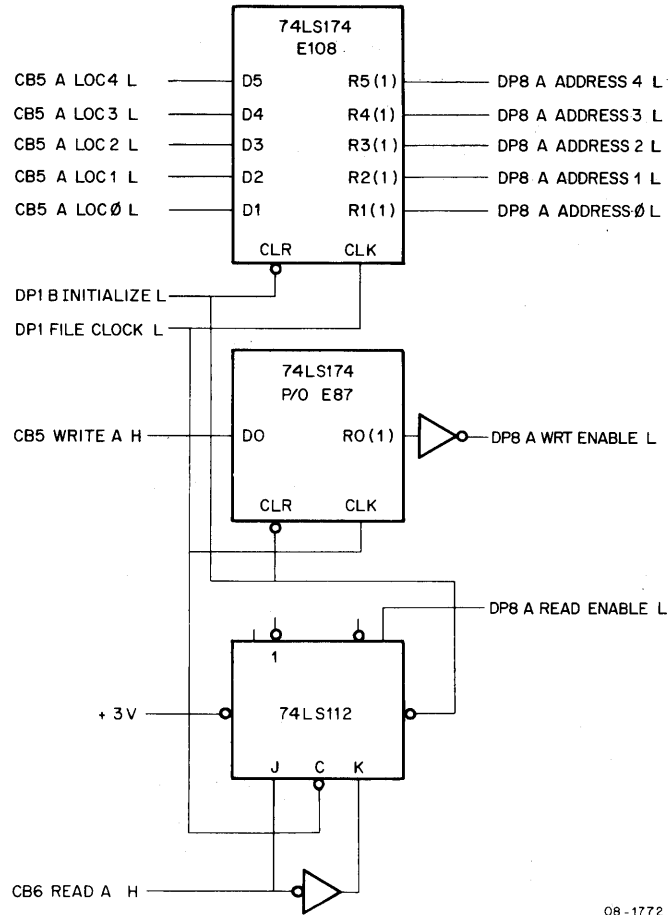 74LS174
E108
CB5 A LOC4 L D5 R5(1) DP8 A ADDRESS 4 L
CB5 A LOC3 L D4 R4(1) DP8 A ADDRESS 3 L
CB5 A LOC2 L D3 R3(1) DP8 A ADDRESS 2 L
CB5 A LOC1 L D2 R2(1) DP8 A ADDRESS 1 L
CB5 A LOCØ L D1 R1(1) DP8 A ADDRESS Ø L
CLR CLK
DP1 B INITIALIZE L
DP1 FILE CLOCK L
74LS174
P/O E87
CB5 WRITE A H DO RO(1) DP8 A WRT ENABLE L
CLR CLK
DP8 A READ ENABLE L
1
+3V 74LS112
J C K
CB6 READ A H
08-1772